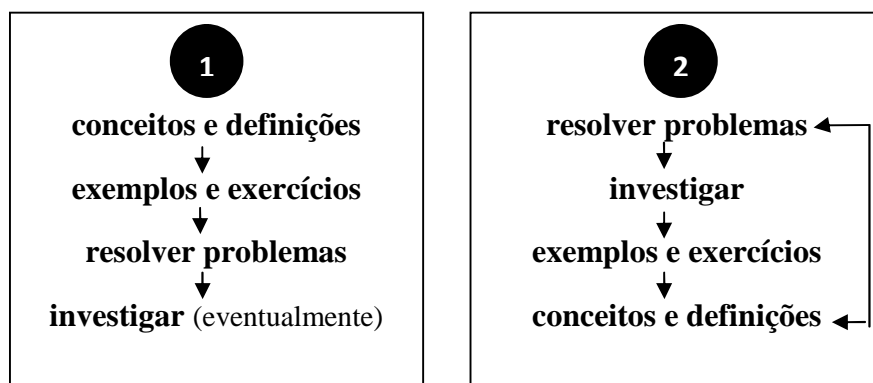 1
conceitos e definições
exemplos e exercícios
resolver problemas
investigar (eventualmente)
2
resolver problemas
investigar
exemplos e exercícios
conceitos e definições